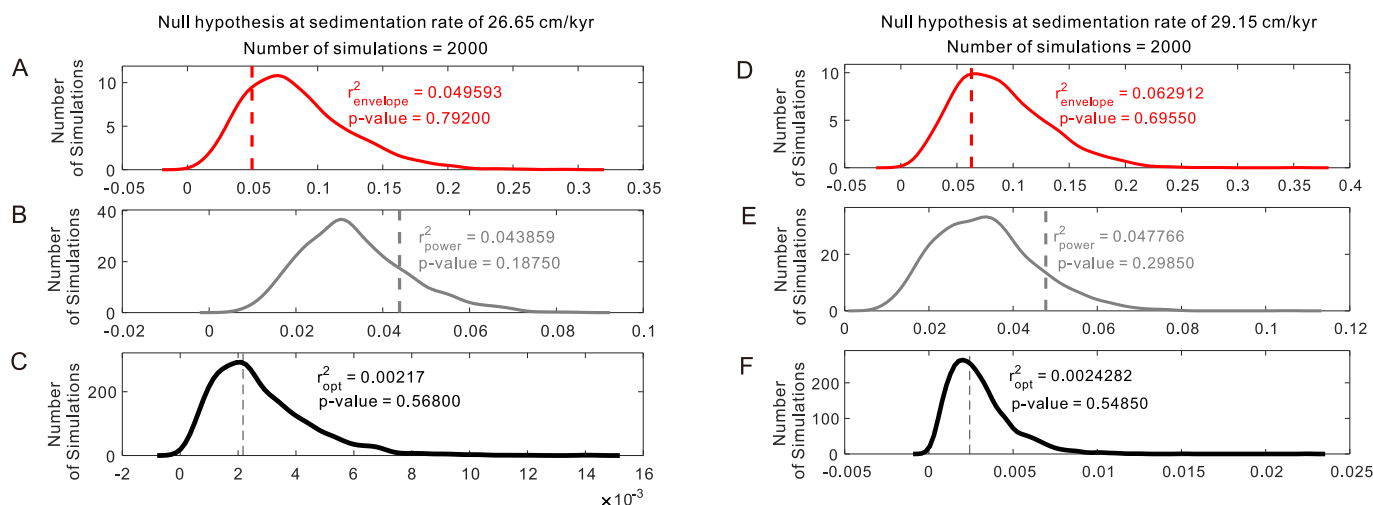 Null hypothesis at sedimentation rate of 26.65 cm/kyr
Number of simulations = 2000
A
Number
of Simulations
10
5
0
r²envelope = 0.049593
p-value = 0.79200
-0.05 0 0.05 0.1 0.15 0.2 0.25 0.3 0.35
B
Number
of Simulations
40
20
0
r²power = 0.043859
p-value = 0.18750
-0.02 0 0.02 0.04 0.06 0.08 0.1
C
Number
of Simulations
200
0
r²opt = 0.00217
p-value = 0.56800
-2 0 2 4 6 8 10 12 14 16
×10⁻³
Null hypothesis at sedimentation rate of 29.15 cm/kyr
Number of simulations = 2000
D
Number
of Simulations
10
5
0
r²envelope = 0.062912
p-value = 0.69550
-0.05 0 0.05 0.1 0.15 0.2 0.25 0.3 0.35 0.4
E
Number
of Simulations
20
0
r²power = 0.047766
p-value = 0.29850
0 0.02 0.04 0.06 0.08 0.1 0.12
F
Number
of Simulations
200
100
0
r²opt = 0.0024282
p-value = 0.54850
-0.005 0 0.005 0.01 0.015 0.02 0.025